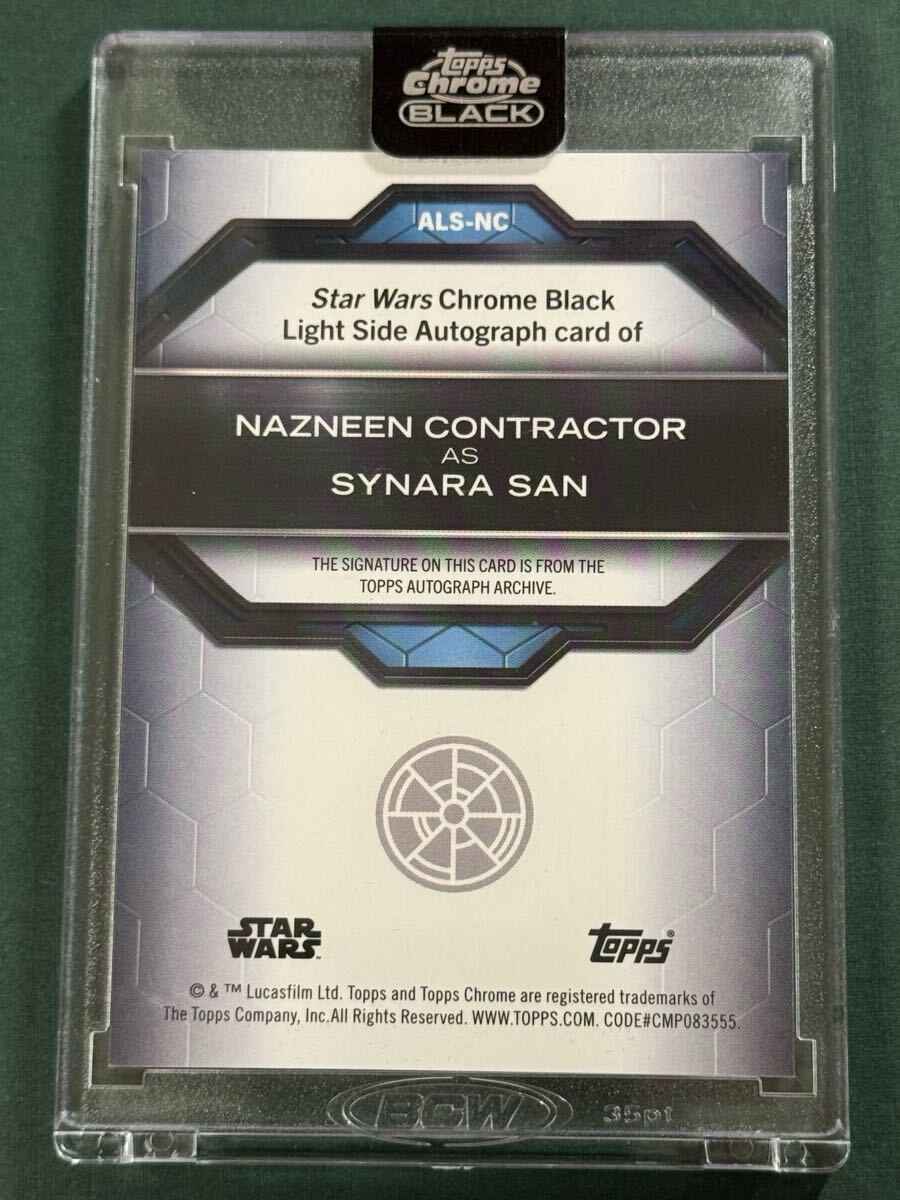 Topps
Chrome
BLACK
ALS-NC
Star Wars Chrome Black
Light Side Autograph card of
NAZNEEN CONTRACTOR
AS
SYNARA SAN
THE SIGNATURE ON THIS CARD IS FROM THE
TOPPS AUTOGRAPH ARCHIVE.
STAR
WARS™
Topps®
© & ™ Lucasfilm Ltd. Topps and Topps Chrome are registered trademarks of
The Topps Company, Inc.All Rights Reserved. WWW.TOPPS.COM. CODE#CMP083555.
BCW
35pt